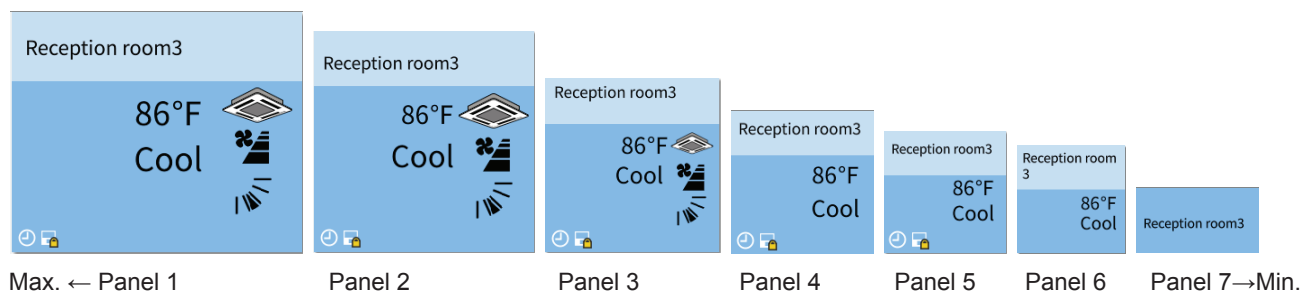 Reception room3
86°F
Cool
Reception room3
86°F
Cool
Reception room3
86°F
Cool
Reception room3
86°F
Cool
Reception room3
86°F
Cool
Reception room
3
86°F
Cool
Reception room3
Max. ← Panel 1
Panel 2
Panel 3
Panel 4
Panel 5
Panel 6
Panel 7→Min.